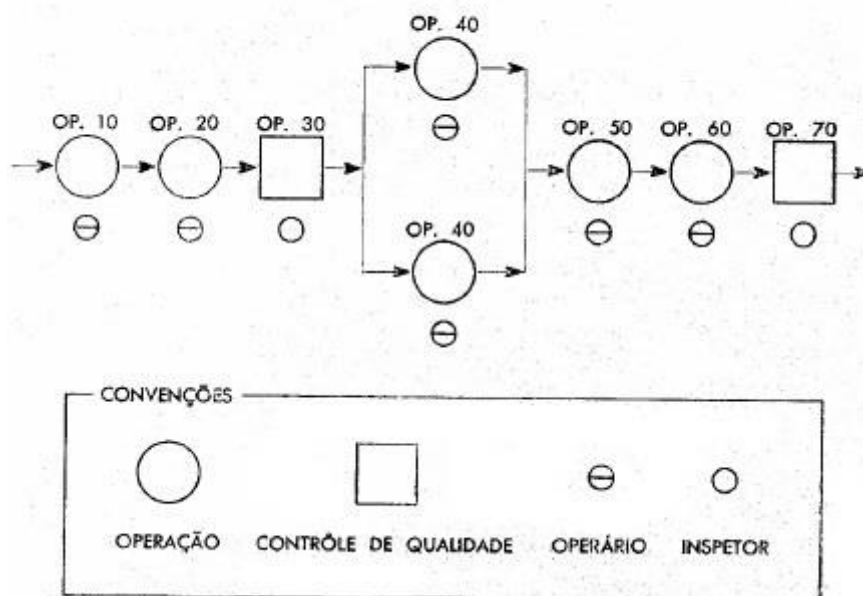 OP. 40
OP. 10 OP. 20 OP. 30 OP. 50 OP. 60 OP. 70
OP. 40
CONVENÇÕES
OPERAÇÃO CONTRÔLE DE QUALIDADE OPERÁRIO INSPETOR